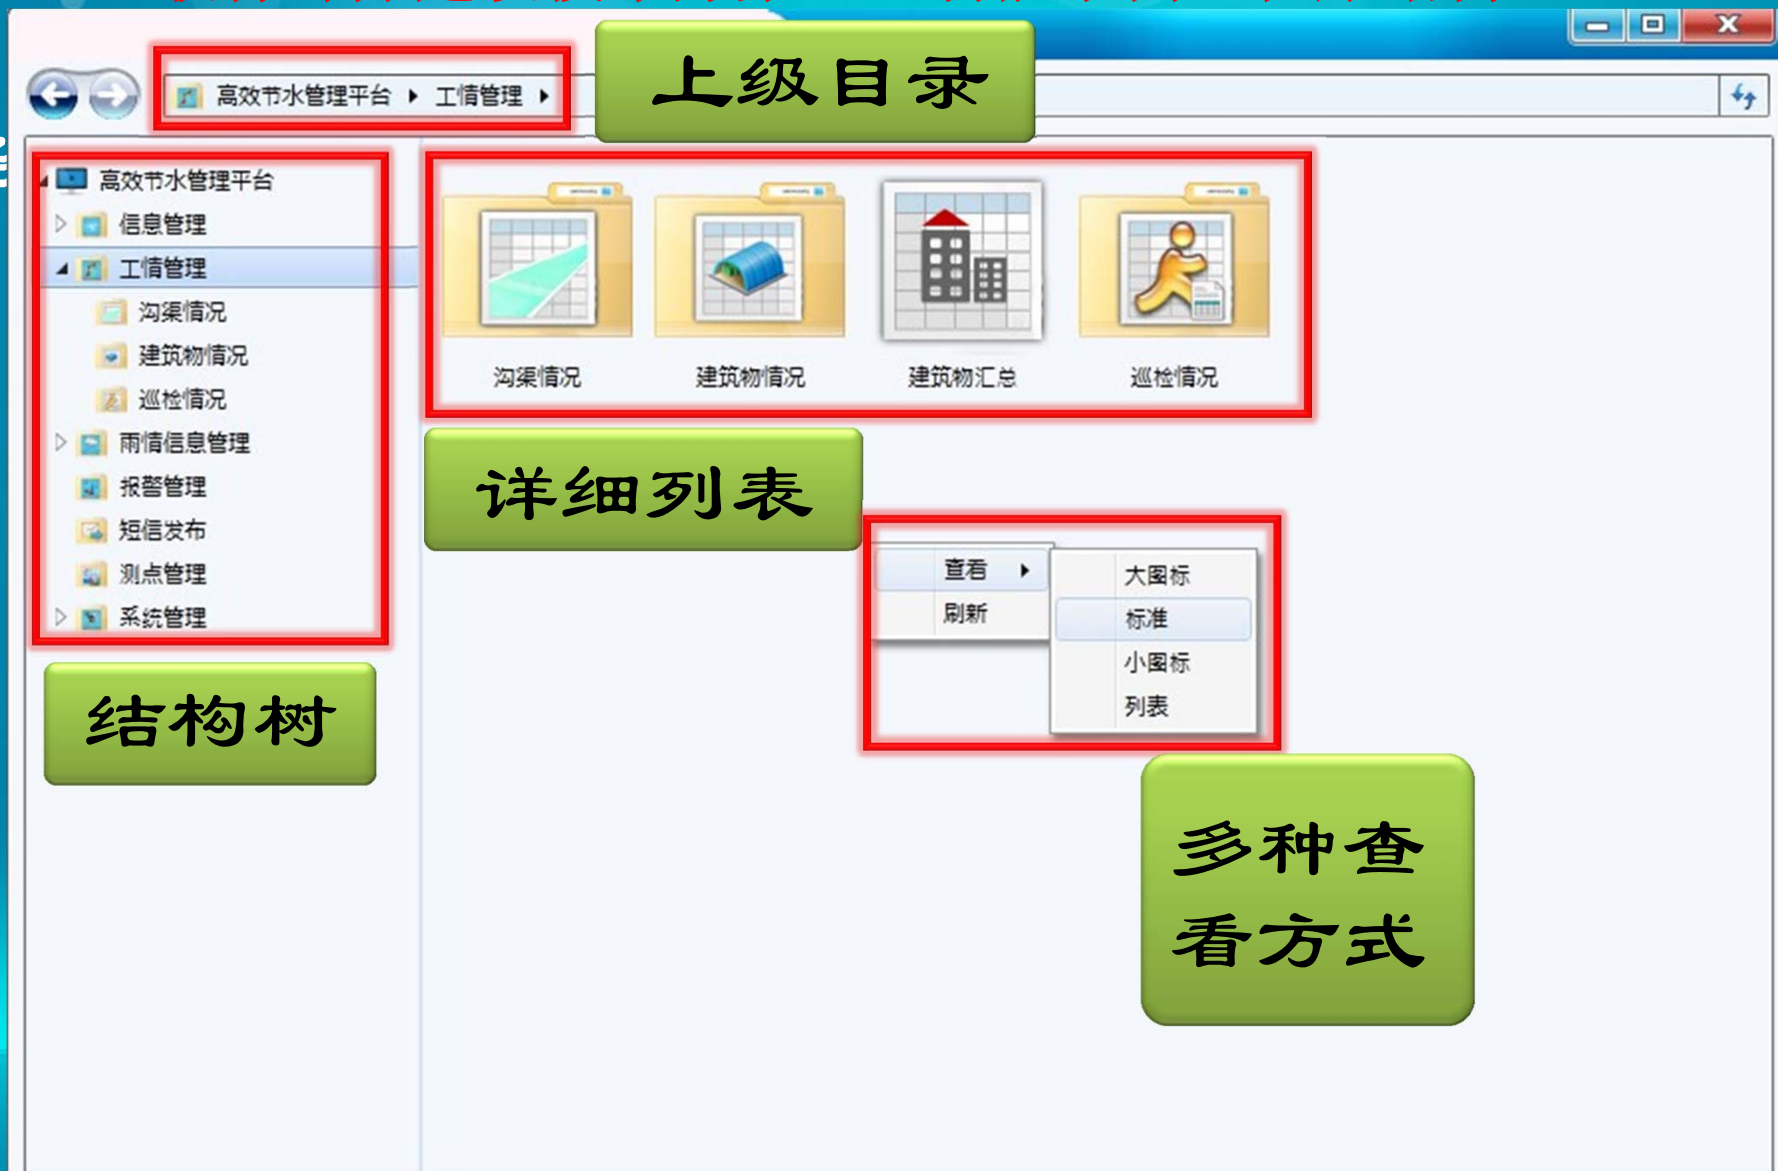 上级目录
高效节水管理平台 工情管理
高效节水管理平台
信息管理
工情管理
沟渠情况
建筑物情况
巡检情况
雨情信息管理
报警管理
短信发布
测点管理
系统管理
结构树
沟渠情况
建筑物情况
建筑物汇总
巡检情况
详细列表
查看
刷新
大图标
标准
小图标
列表
多种查
看方式